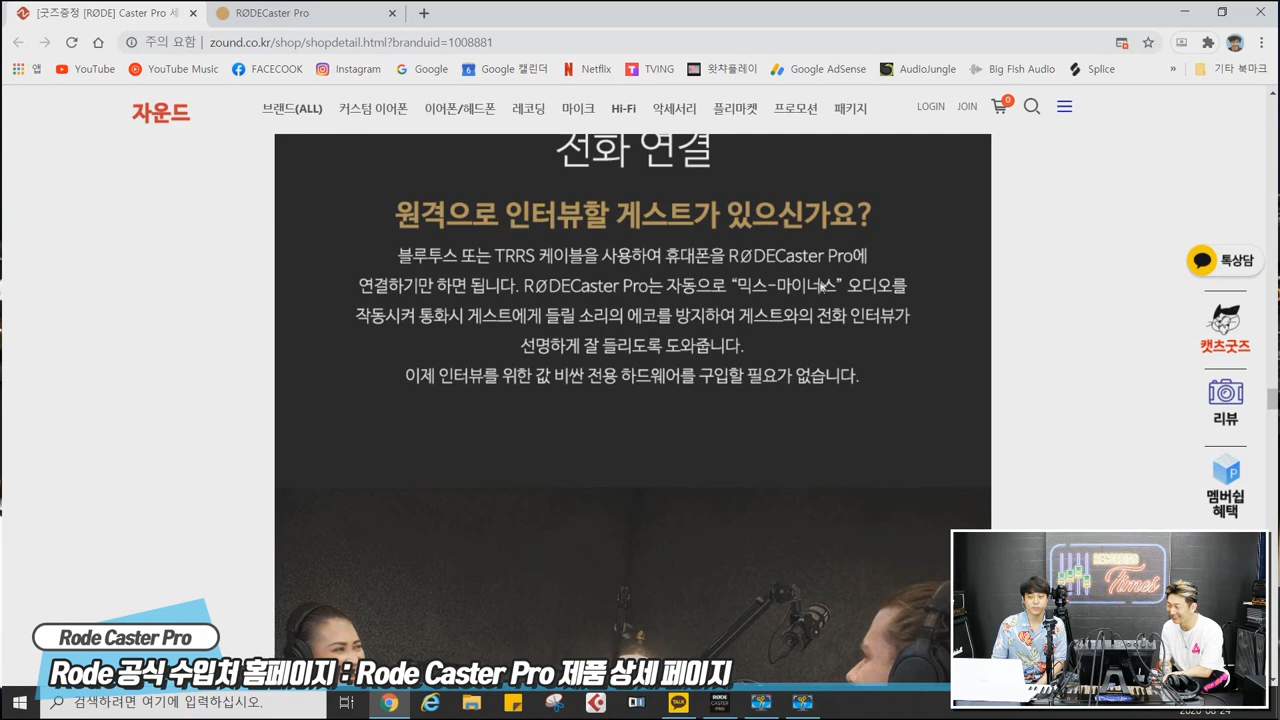 [굿즈증정 [RØDE] Caster Pro 세
RØDECaster Pro
주의 요함
zound.co.kr/shop/shopdetail.html?branduid=1008881
앱
YouTube
YouTube Music
FACECOOK
Instagram
Google
Google 캘린더
Netflix
TVING
왓챠플레이
Google AdSense
AudioJungle
Big Fish Audio
Splice
»
기타 북마크
자운드
브랜드(ALL)
커스텀 이어폰
이어폰/헤드폰
레코딩
마이크
Hi-Fi
악세서리
플리마켓
프로모션
패키지
LOGIN
JOIN
0
전화 연결
원격으로 인터뷰할 게스트가 있으신가요?
블루투스 또는 TRRS 케이블을 사용하여 휴대폰을 RØDECaster Pro에
연결하기만 하면 됩니다. RØDECaster Pro는 자동으로 “믹스-마이너스” 오디오를
작동시켜 통화시 게스트에게 들릴 소리의 에코를 방지하여 게스트와의 전화 인터뷰가
선명하게 잘 들리도록 도와줍니다.
이제 인터뷰를 위한 값 비싼 전용 하드웨어를 구입할 필요가 없습니다.
톡상담
캣츠굿즈
리뷰
P
멤버쉽
혜택
Times
Rode Caster Pro
Rode 공식 수입처 홈페이지 : Rode Caster Pro 제품 상세 페이지
검색하려면 여기에 입력하십시오.
TALK
RØDE
CASTER
PRO
2020-08-24